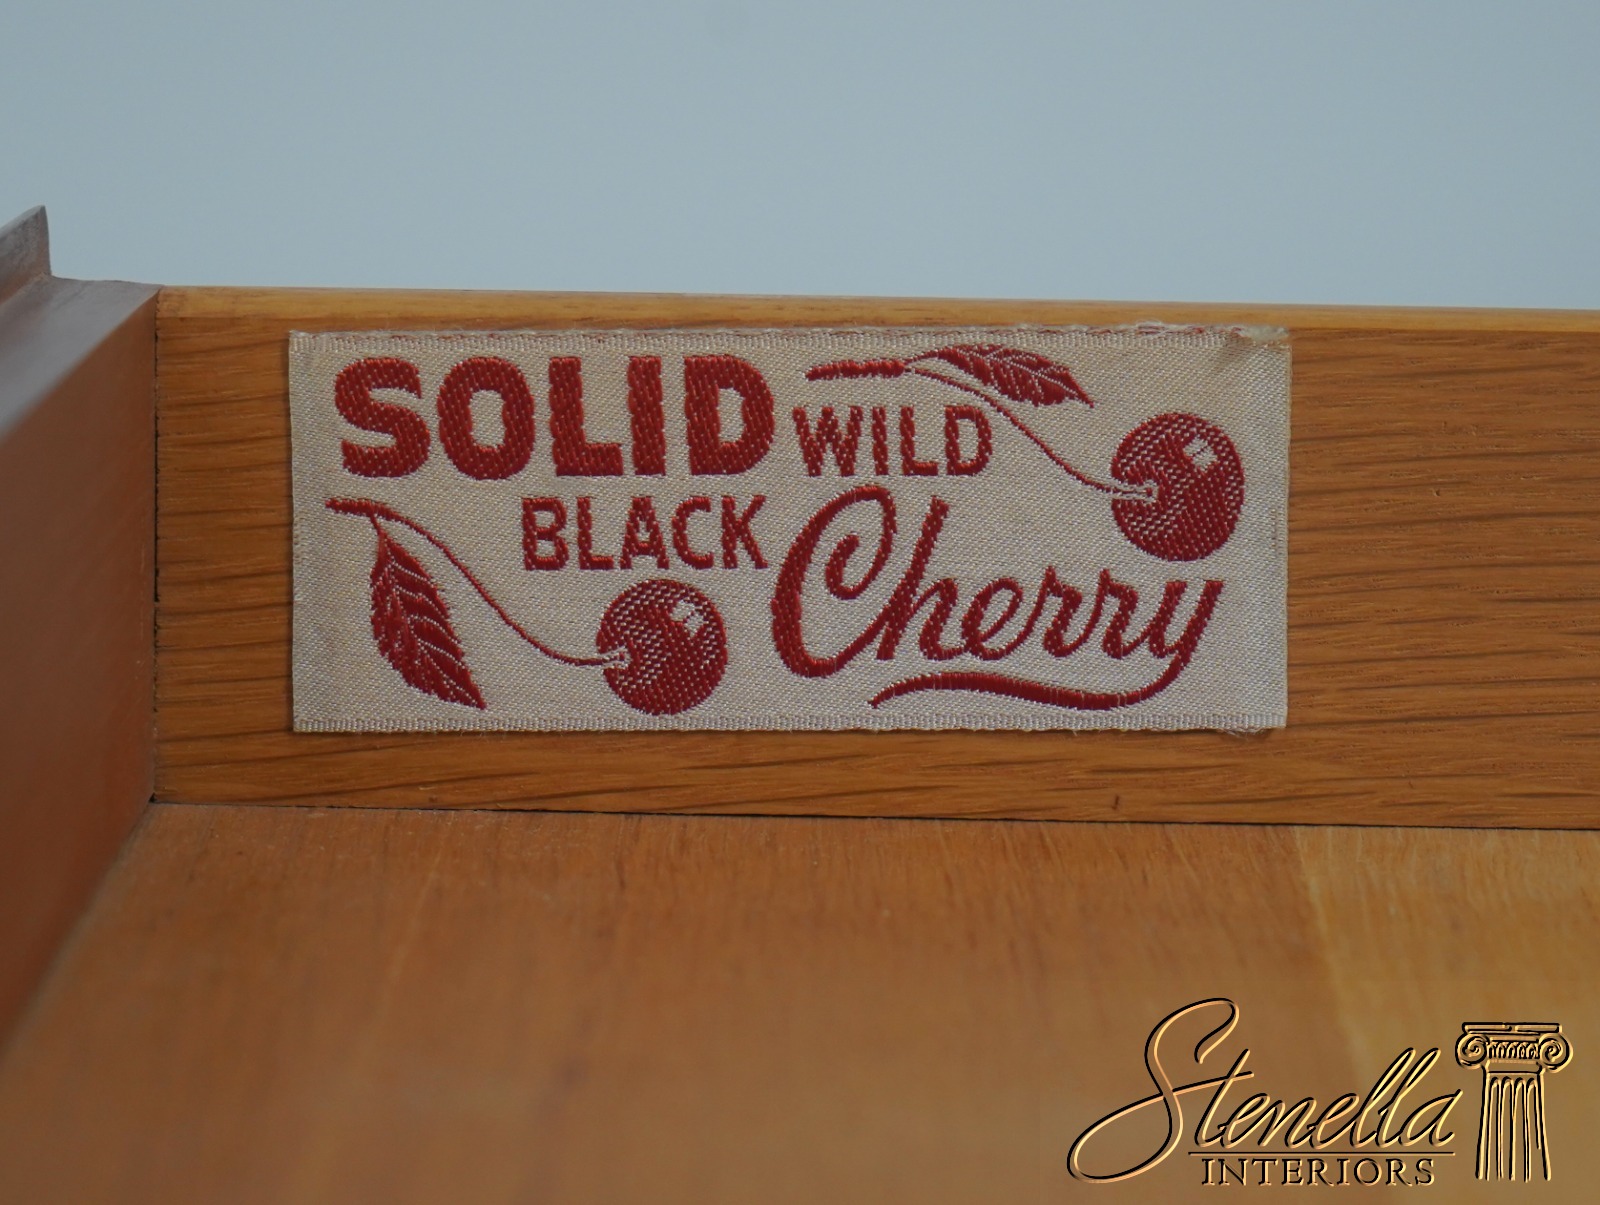 SOLID WILD
BLACK Cherry
Stenella
INTERIORS